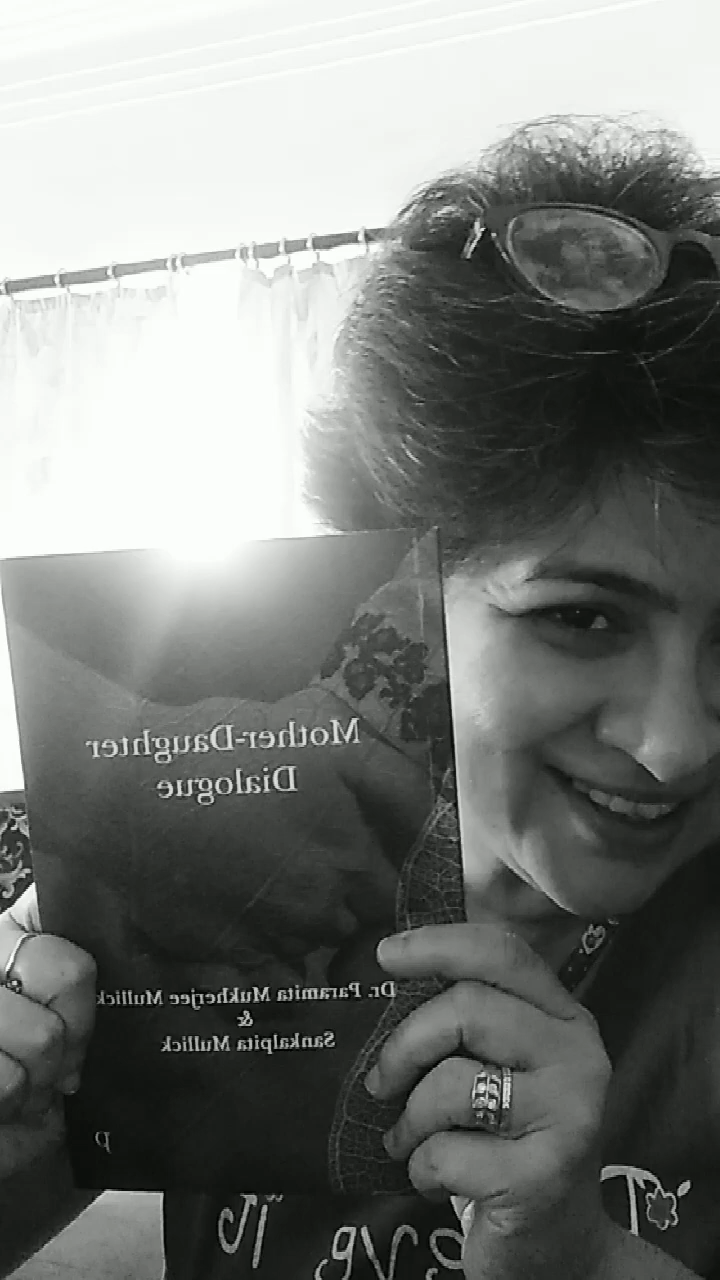 Mother-Daughter
Dialogue
Dr. Paramita Mukherjee Mullick
&
Sankalpita Mullick
p